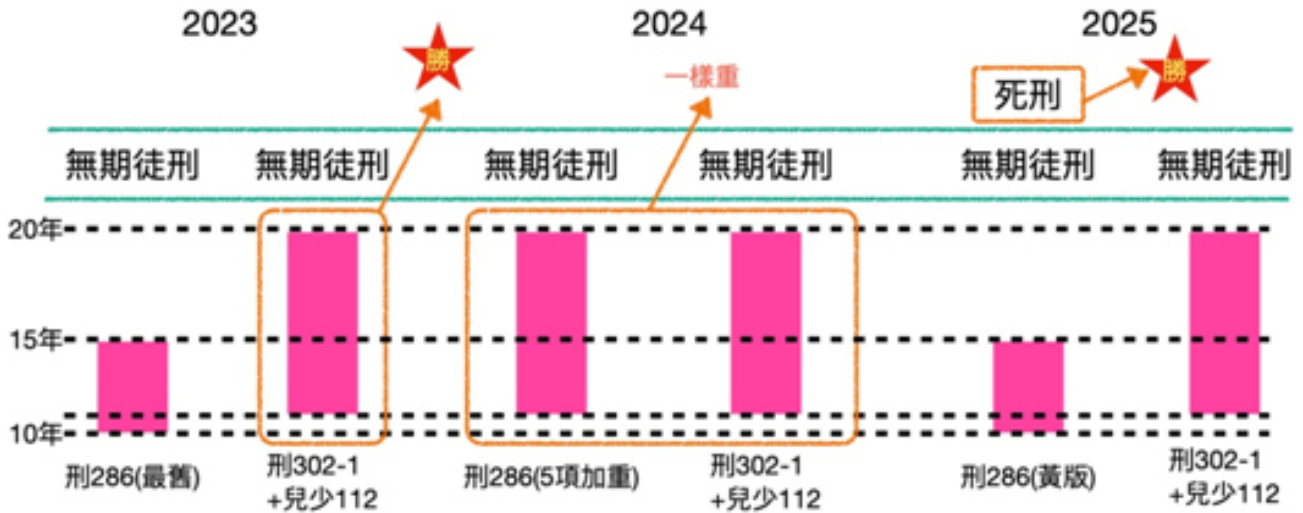 2023
2024
2025
勝
一樣重
勝
死刑
無期徒刑
無期徒刑
無期徒刑
無期徒刑
無期徒刑
無期徒刑
20年
15年
10年
刑286(最舊)
刑302-1
+兒少112
刑286(5項加重)
刑302-1
+兒少112
刑286(黃版)
刑302-1
+兒少112